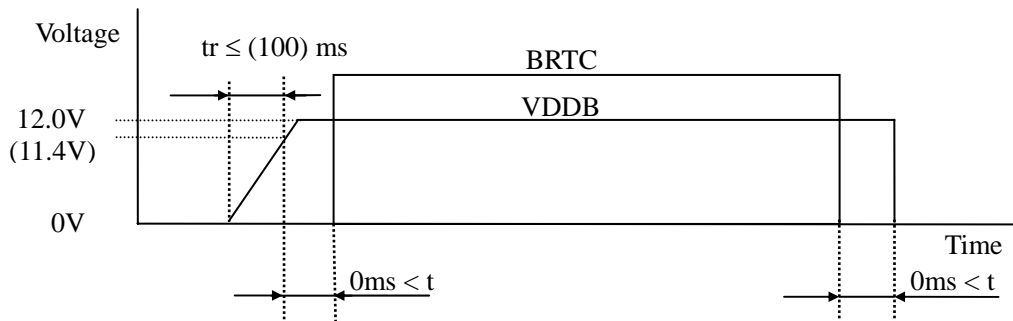 Voltage
tr ≤ (100) ms
BRTC
VDDB
12.0V
(11.4V)
0V
Time
0ms < t
0ms < t